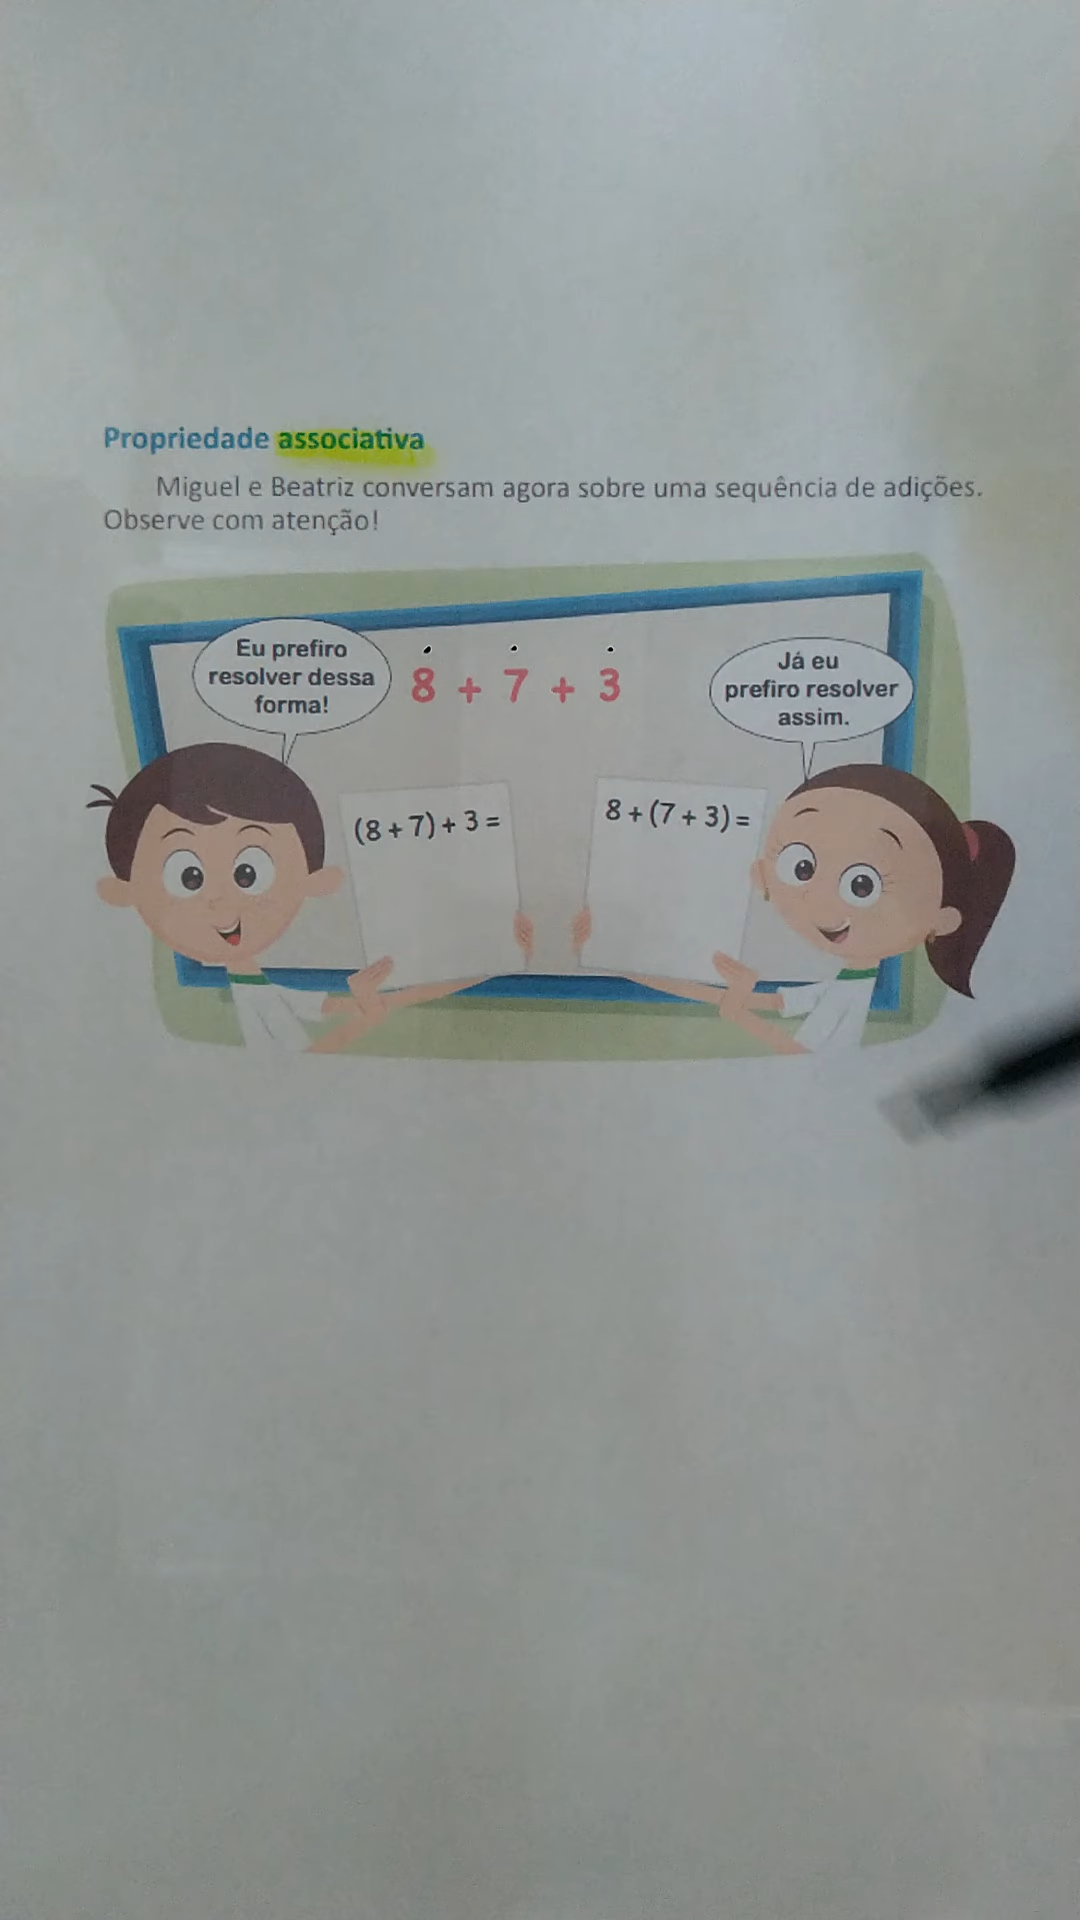 Propriedade associativa
Miguel e Beatriz conversam agora sobre uma sequência de adições.
Observe com atenção!
Eu prefiro
resolver dessa
forma!
8 + 7 + 3
Já eu
prefiro resolver
assim.
(8 + 7) + 3 =
8 + (7 + 3) =